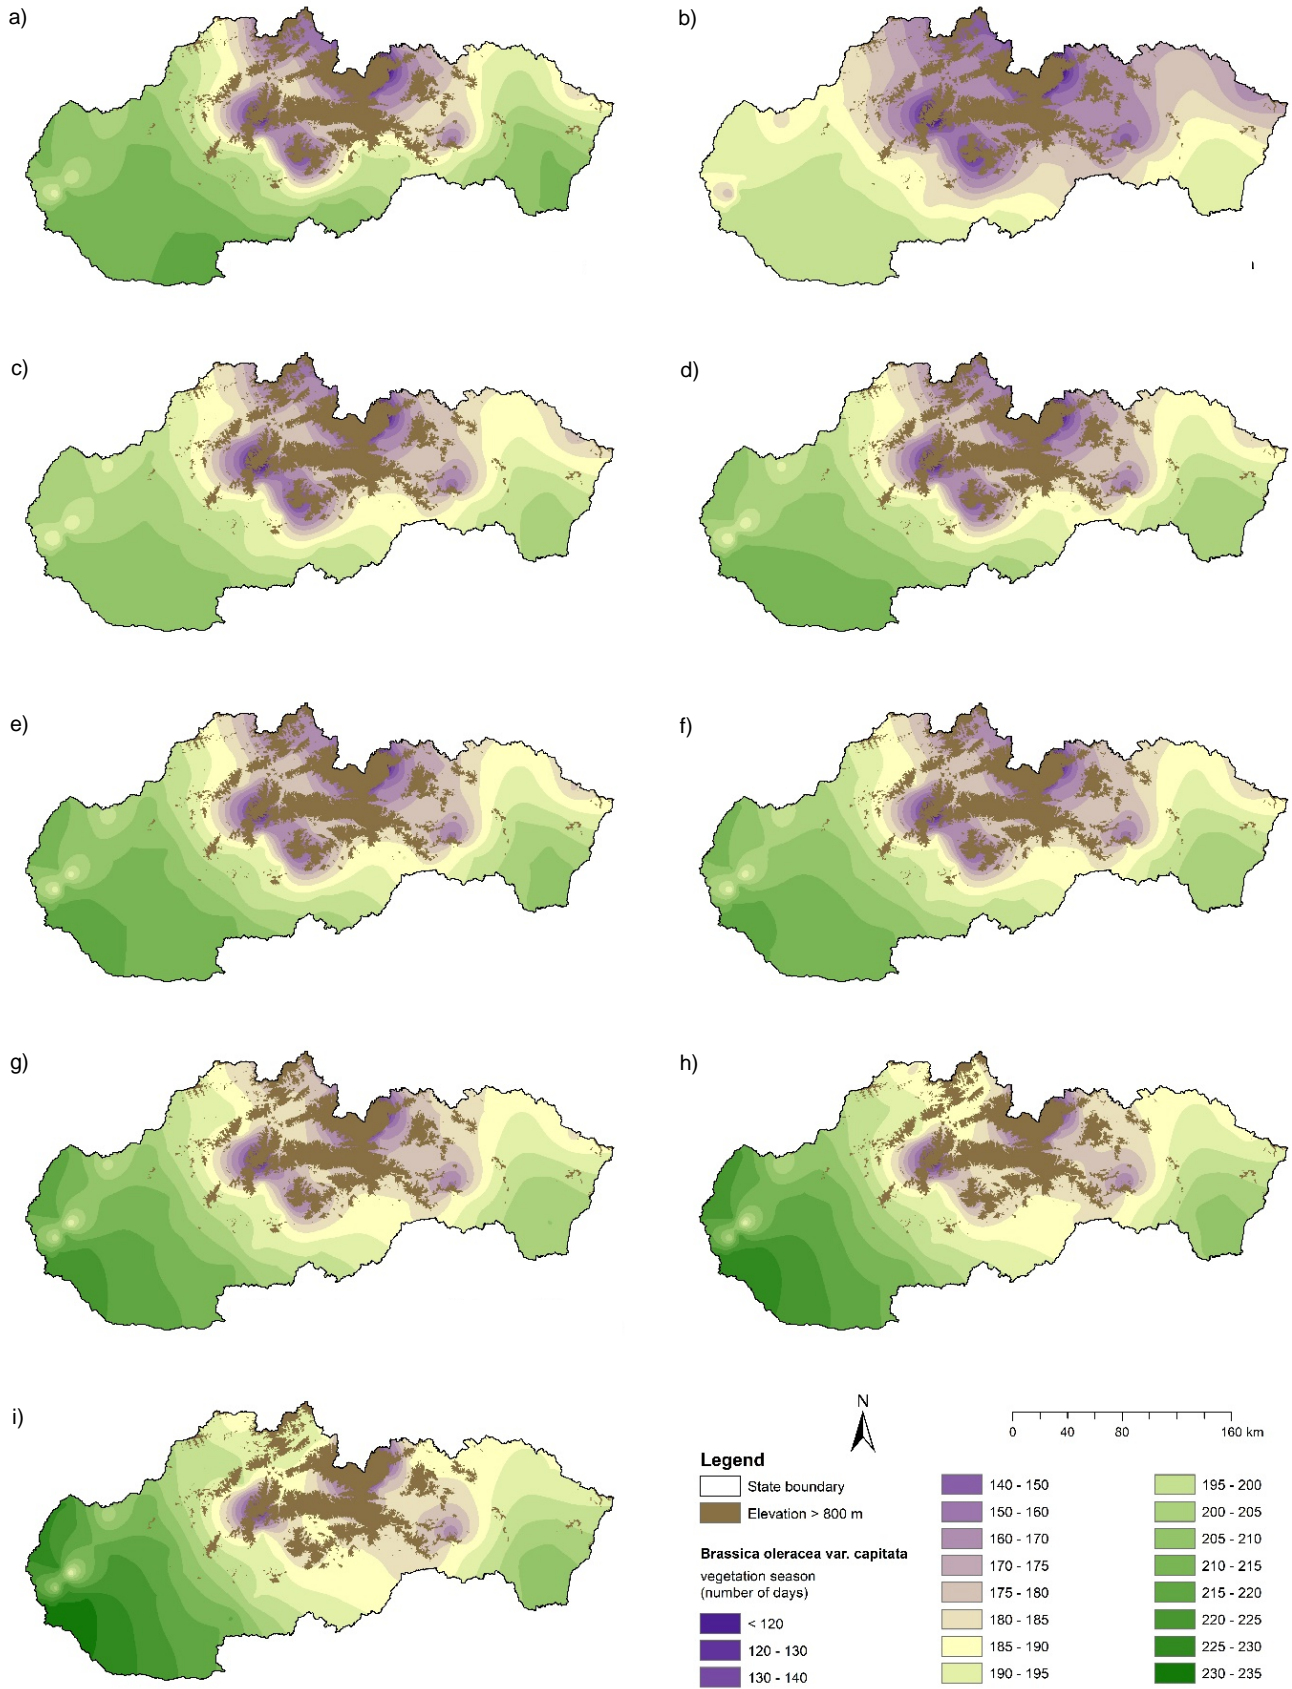 a)
b)
c)
d)
e)
f)
g)
h)
i)
N
0 40 80 160 km
Legend
State boundary
Elevation > 800 m
Brassica oleracea var. capitata
vegetation season
(number of days)
< 120
120 - 130
130 - 140
140 - 150
150 - 160
160 - 170
170 - 175
175 - 180
180 - 185
185 - 190
190 - 195
195 - 200
200 - 205
205 - 210
210 - 215
215 - 220
220 - 225
225 - 230
230 - 235